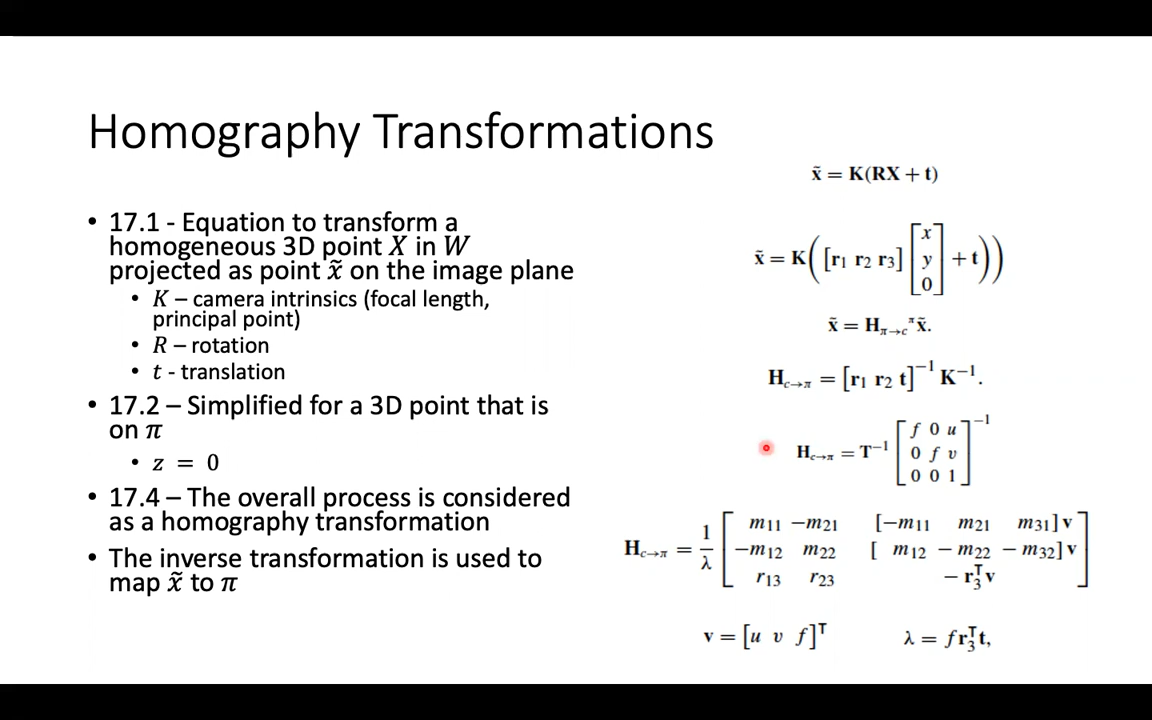 Homography Transformations
• 17.1 - Equation to transform a
homogeneous 3D point X in W
projected as point x̃ on the image plane
• K – camera intrinsics (focal length,
principal point)
• R – rotation
• t - translation
• 17.2 – Simplified for a 3D point that is
on π
• z = 0
• 17.4 – The overall process is considered
as a homography transformation
• The inverse transformation is used to
map x̃ to π
x̃ = K(RX + t)
x̃ = K([r1 r2 r3] [x y 0] + t))
x̃ = Hπ→c πx̃.
Hc→π = [r1 r2 t]⁻¹ K⁻¹.
Hc→π = T⁻¹ [f 0 u
0 f v
0 0 1]⁻¹
Hc→π = 1/λ [m11 −m21 [−m11 m21 m31]v
−m12 m22 [ m12 − m22 − m32]v
r13 r23 − r3ᵀv]
v = [u v f]ᵀ λ = f r3ᵀt,